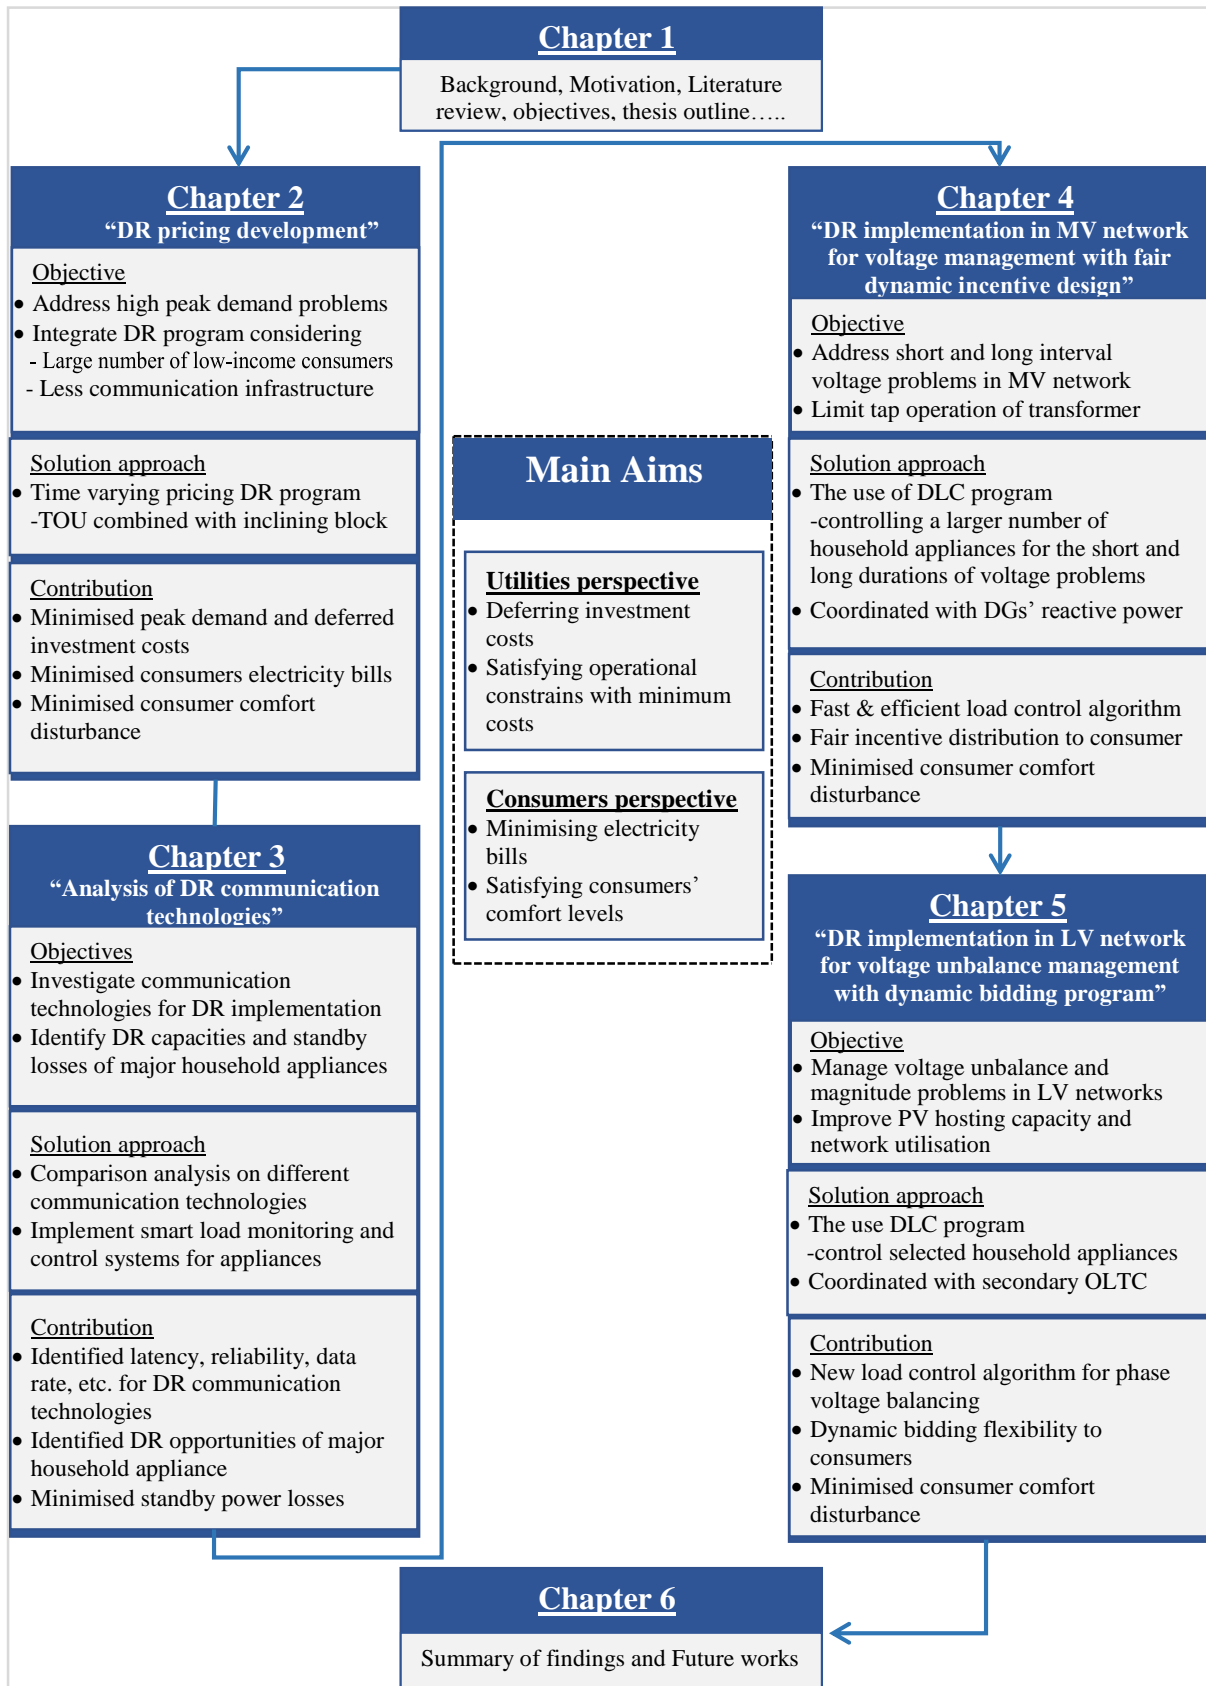 Chapter 1
Background, Motivation, Literature
review, objectives, thesis outline…..
Chapter 2
“DR pricing development”
Objective
• Address high peak demand problems
• Integrate DR program considering
- Large number of low-income consumers
- Less communication infrastructure
Solution approach
• Time varying pricing DR program
-TOU combined with inclining block
Contribution
• Minimised peak demand and deferred
investment costs
• Minimised consumers electricity bills
• Minimised consumer comfort
disturbance
Chapter 3
“Analysis of DR communication
technologies”
Objectives
• Investigate communication
technologies for DR implementation
• Identify DR capacities and standby
losses of major household appliances
Solution approach
• Comparison analysis on different
communication technologies
• Implement smart load monitoring and
control systems for appliances
Contribution
• Identified latency, reliability, data
rate, etc. for DR communication
technologies
• Identified DR opportunities of major
household appliance
• Minimised standby power losses
Main Aims
Utilities perspective
• Deferring investment
costs
• Satisfying operational
constrains with minimum
costs
Consumers perspective
• Minimising electricity
bills
• Satisfying consumers’
comfort levels
Chapter 4
“DR implementation in MV network
for voltage management with fair
dynamic incentive design”
Objective
• Address short and long interval
voltage problems in MV network
• Limit tap operation of transformer
Solution approach
• The use of DLC program
-controlling a larger number of
household appliances for the short and
long durations of voltage problems
• Coordinated with DGs’ reactive power
Contribution
• Fast & efficient load control algorithm
• Fair incentive distribution to consumer
• Minimised consumer comfort
disturbance
Chapter 5
“DR implementation in LV network
for voltage unbalance management
with dynamic bidding program”
Objective
• Manage voltage unbalance and
magnitude problems in LV networks
• Improve PV hosting capacity and
network utilisation
Solution approach
• The use DLC program
-control selected household appliances
• Coordinated with secondary OLTC
Contribution
• New load control algorithm for phase
voltage balancing
• Dynamic bidding flexibility to
consumers
• Minimised consumer comfort
disturbance
Chapter 6
Summary of findings and Future works